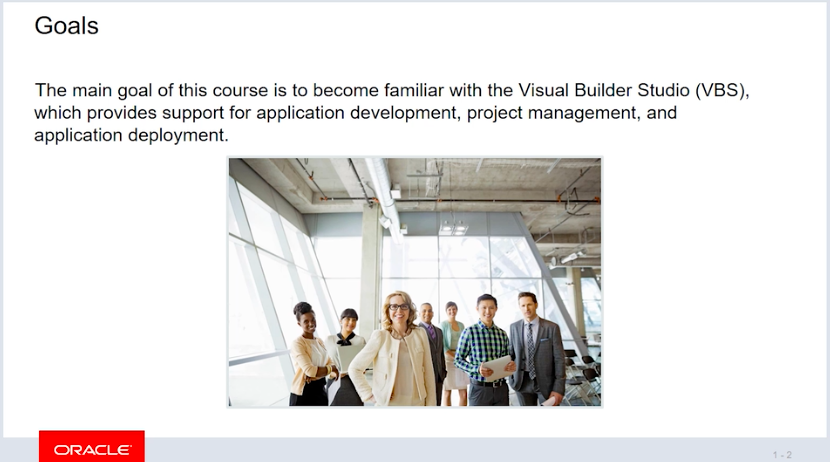 Goals
The main goal of this course is to become familiar with the Visual Builder Studio (VBS),
which provides support for application development, project management, and
application deployment.
ORACLE
1 - 2